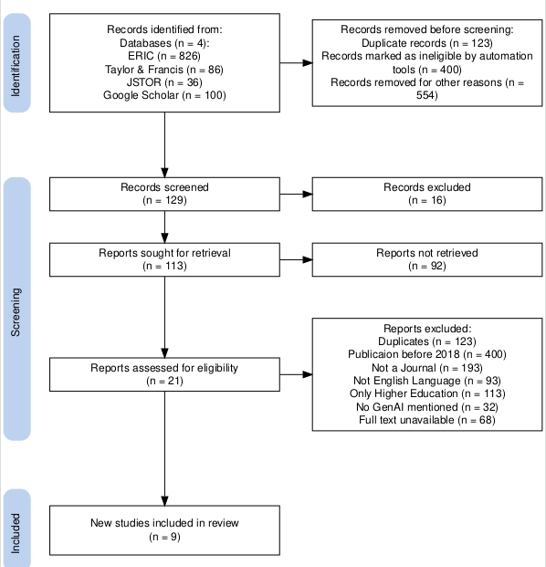 Identification
Records identified from:
Databases (n = 4):
ERIC (n = 826)
Taylor & Francis (n = 86)
JSTOR (n = 36)
Google Scholar (n = 100)
Records removed before screening:
Duplicate records (n = 123)
Records marked as ineligible by automation
tools (n = 400)
Records removed for other reasons (n =
554)
Screening
Records screened
(n = 129)
Records excluded
(n = 16)
Reports sought for retrieval
(n = 113)
Reports not retrieved
(n = 92)
Reports assessed for eligibility
(n = 21)
Reports excluded:
Duplicates (n = 123)
Publicaion before 2018 (n = 400)
Not a Journal (n = 193)
Not English Language (n = 93)
Only Higher Education (n = 113)
No GenAI mentioned (n = 32)
Full text unavailable (n = 68)
Included
New studies included in review
(n = 9)